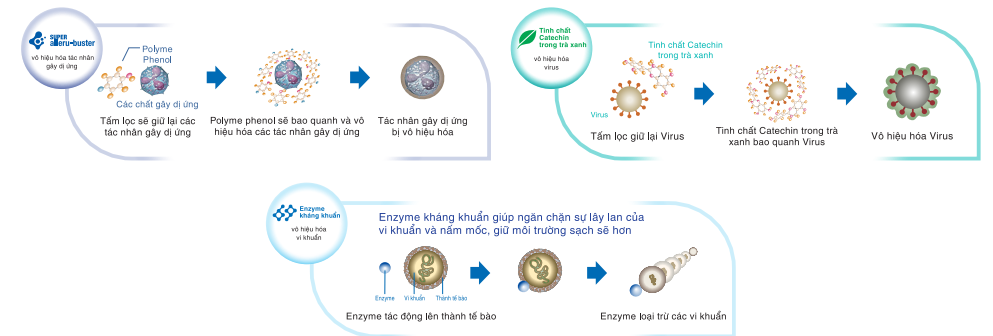 SUPER
alleru-buster
vô hiệu hóa tác nhân
gây dị ứng
Polyme
Phenol
Các chất gây dị ứng
Tấm lọc sẽ giữ lại các
tác nhân gây dị ứng
Polyme phenol sẽ bao quanh và vô
hiệu hóa các tác nhân gây dị ứng
Tác nhân gây dị ứng
bị vô hiệu hóa
Tinh chất
Catechin
trong trà xanh
vô hiệu hóa
virus
Tinh chất Catechin
trong trà xanh
Virus
Tấm lọc giữ lại Virus
Tinh chất Catechin trong trà
xanh bao quanh Virus
Vô hiệu hóa Virus
Enzyme
kháng khuẩn
vô hiệu hóa
vi khuẩn
Enzyme kháng khuẩn giúp ngăn chặn sự lây lan của
vi khuẩn và nấm mốc, giữ môi trường sạch sẽ hơn
Enzyme
Vi khuẩn
Thành tế bào
Enzyme tác động lên thành tế bào
Enzyme loại trừ các vi khuẩn